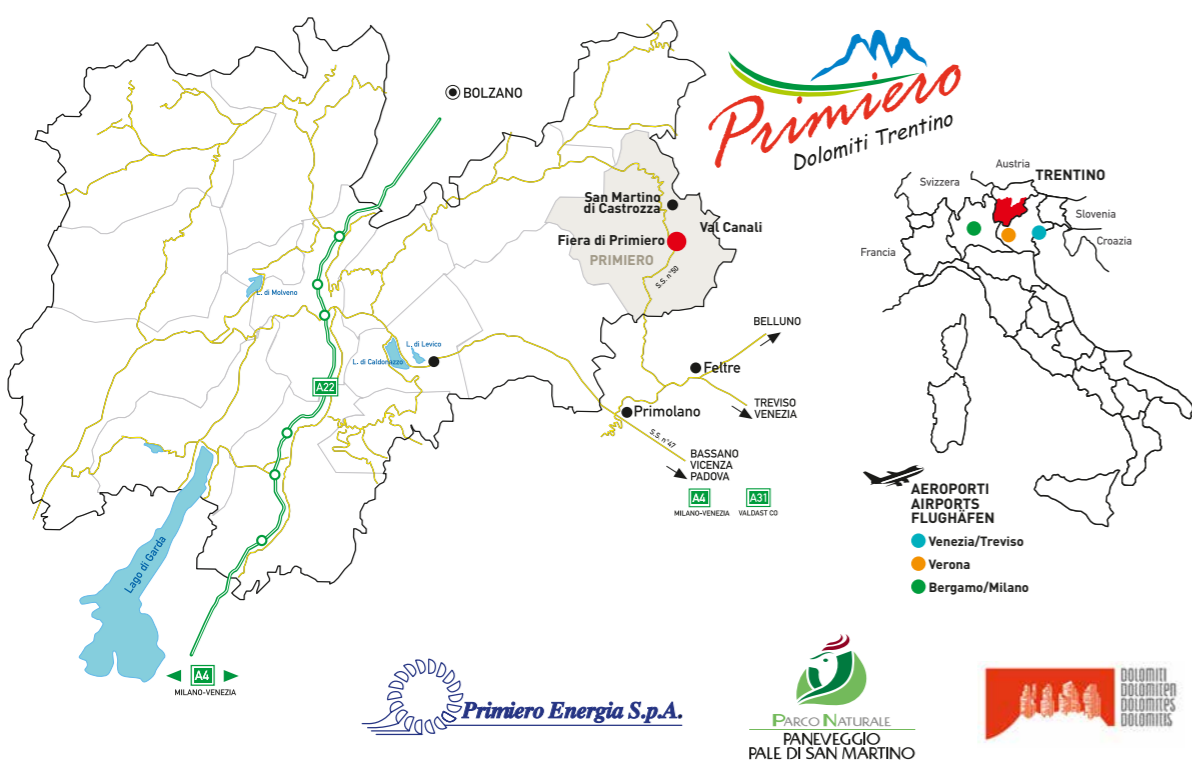 Primiero
Dolomiti Trentino
BOLZANO
San Martino
di Castrozza
Val Canali
Fiera di Primiero
PRIMIERO
S.S. n°50
L. di Molveno
L. di Levico
L. di Caldonazzo
A22
BELLUNO
Feltre
TREVISO
VENEZIA
Primolano
S.S. n°47
BASSANO
VICENZA
PADOVA
A4
MILANO-VENEZIA
A31
VALDAST CO
Lago di Garda
A4
MILANO-VENEZIA
Austria
TRENTINO
Svizzera
Slovenia
Croazia
Francia
AEROPORTI
AIRPORTS
FLUGHÄFEN
Venezia/Treviso
Verona
Bergamo/Milano
Primiero Energia S.p.A.
PARCO NATURALE
PANEVEGGIO
PALE DI SAN MARTINO
DOLOMITI
DOLOMITEN
DOLOMITES
DOLOMITIS